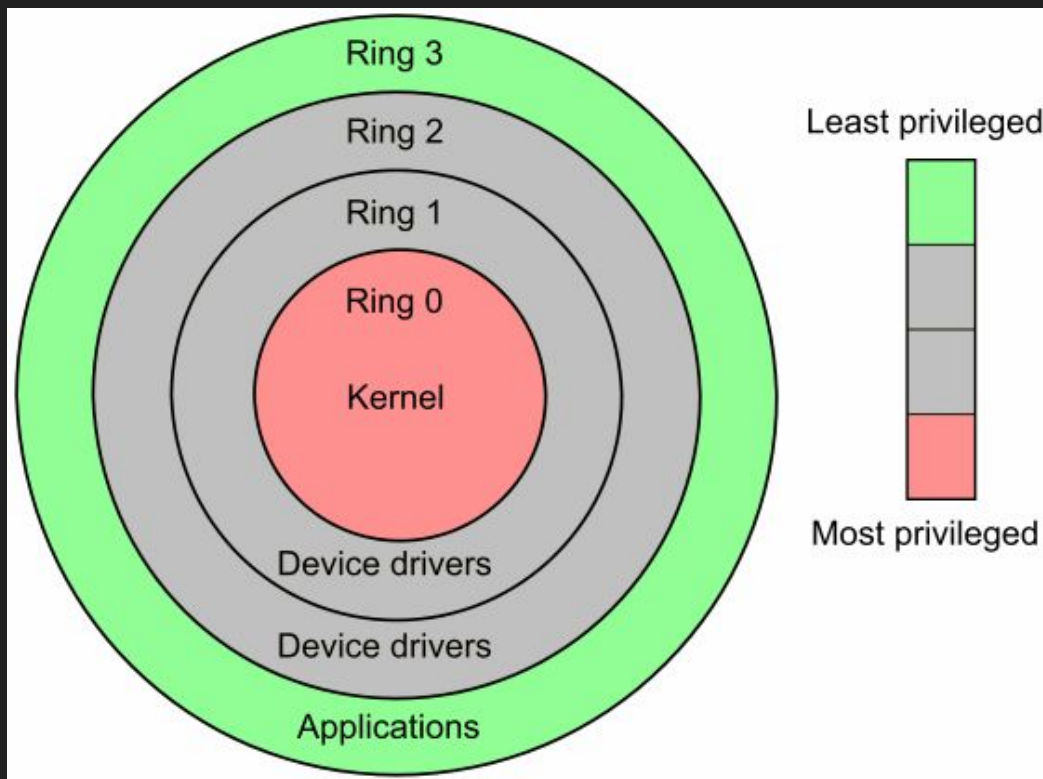 Ring 3
Ring 2
Ring 1
Ring 0
Kernel
Device drivers
Device drivers
Applications
Least privileged
Most privileged